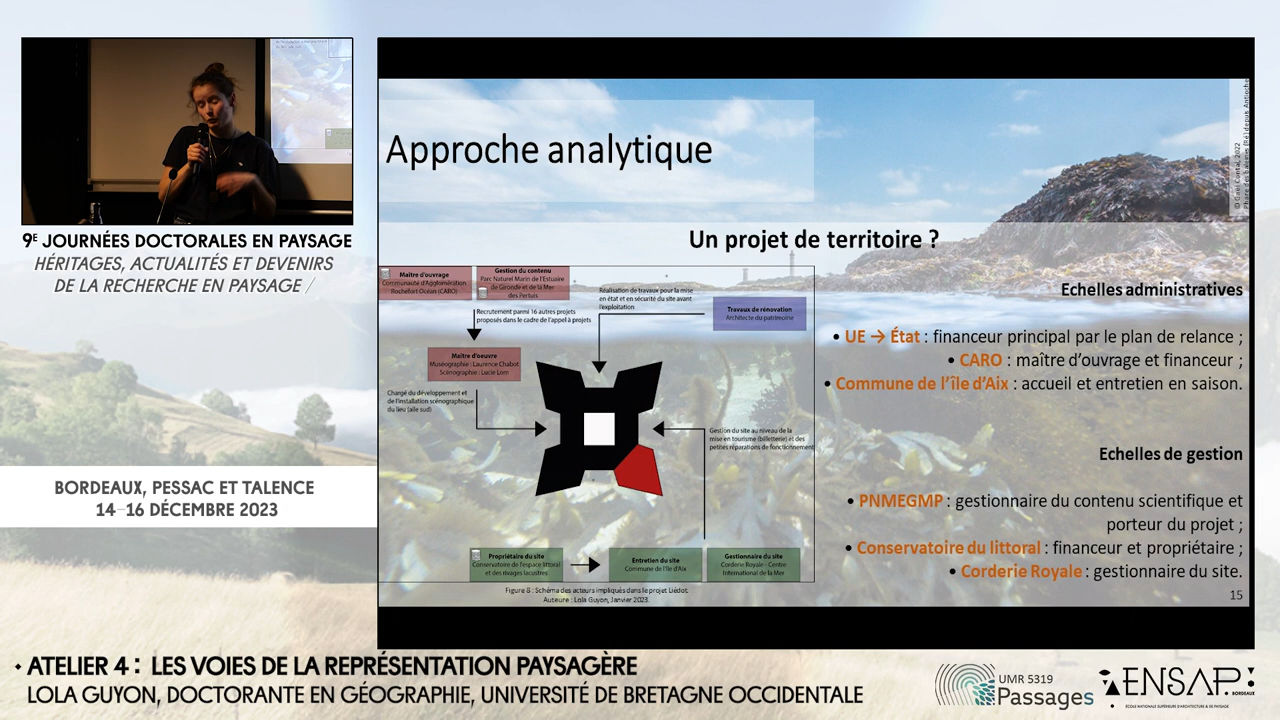 9E JOURNÉES DOCTORALES EN PAYSAGE
HÉRITAGES, ACTUALITÉS ET DEVENIRS
DE LA RECHERCHE EN PAYSAGE /
BORDEAUX, PESSAC ET TALENCE
14–16 DÉCEMBRE 2023
Approche analytique
Un projet de territoire ?
Maître d'ouvrage
Communauté d'Agglomération
Rochefort Océan (CARO)
Gestion du contenu
Parc Naturel Marin de l'Estuaire
de Gironde et de la Mer
des Pertuis
Recrutement parmi 16 autres projets
proposés dans le cadre de l'appel à projets
Réalisation de travaux pour la mise
en état et en sécurité du site avant
l'exploitation
Travaux de rénovation
Architecte du patrimoine
Maître d'oeuvre
Muséographie : Laurence Chabot
Scénographie : Lucie Lom
Chargé du développement et
de l'installation scénographique
du lieu (aile sud)
Gestion du site au niveau de la
mise en tourisme (billetterie) et des
petites réparations de fonctionnement
Propriétaire du site
Conservatoire de l'espace littoral
et des rivages lacustres
Entretien du site
Commune de l'île d'Aix
Gestionnaire du site
Corderie Royale - Centre
International de la Mer
Figure 8 : Schéma des acteurs impliqués dans le projet Liédot.
Auteure : Lola Guyon, Janvier 2023.
Echelles administratives
• UE → État : financeur principal par le plan de relance ;
• CARO : maître d'ouvrage et financeur ;
• Commune de l'île d'Aix : accueil et entretien en saison.
Echelles de gestion
• PNMEGMP : gestionnaire du contenu scientifique et
porteur du projet ;
• Conservatoire du littoral : financeur et propriétaire ;
• Corderie Royale : gestionnaire du site.
15
ATELIER 4 : LES VOIES DE LA REPRÉSENTATION PAYSAGÈRE
LOLA GUYON, DOCTORANTE EN GÉOGRAPHIE, UNIVERSITÉ DE BRETAGNE OCCIDENTALE
UMR 5319
Passages
ENSAP
BORDEAUX
ÉCOLE NATIONALE SUPÉRIEURE D'ARCHITECTURE & DE PAYSAGE